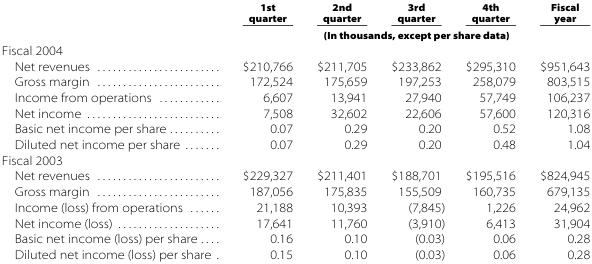 1st 2nd 3rd 4th Fiscal
quarter quarter quarter quarter year
(In thousands, except per share data)
Fiscal 2004
Net revenues ........................ $210,766 $211,705 $233,862 $295,310 $951,643
Gross margin ........................ 172,524 175,659 197,253 258,079 803,515
Income from operations ............ 6,607 13,941 27,940 57,749 106,237
Net income .......................... 7,508 32,602 22,606 57,600 120,316
Basic net income per share .......... 0.07 0.29 0.20 0.52 1.08
Diluted net income per share ....... 0.07 0.29 0.20 0.48 1.04
Fiscal 2003
Net revenues ........................ $229,327 $211,401 $188,701 $195,516 $824,945
Gross margin ........................ 187,056 175,835 155,509 160,735 679,135
Income (loss) from operations ...... 21,188 10,393 (7,845) 1,226 24,962
Net income (loss) .................... 17,641 11,760 (3,910) 6,413 31,904
Basic net income (loss) per share .... 0.16 0.10 (0.03) 0.06 0.28
Diluted net income (loss) per share . 0.15 0.10 (0.03) 0.06 0.28